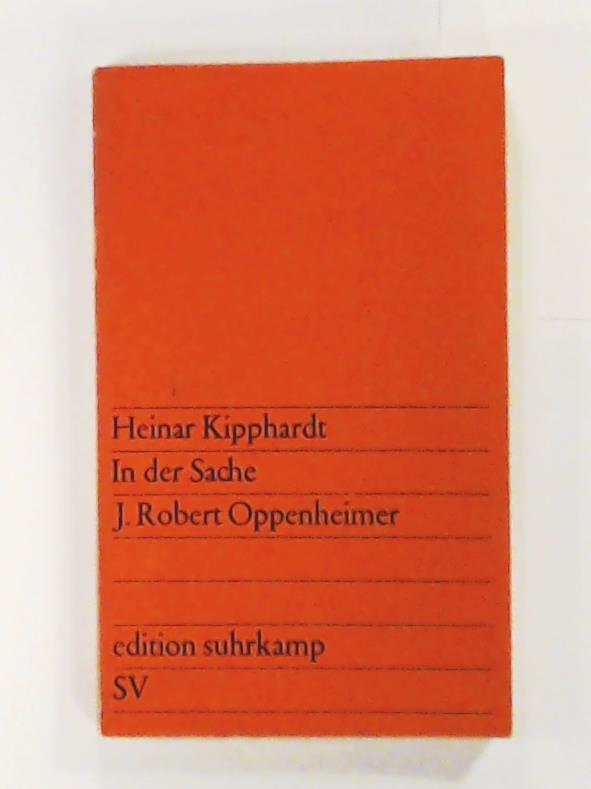 Heinar Kipphardt
In der Sache
J. Robert Oppenheimer
edition suhrkamp
SV